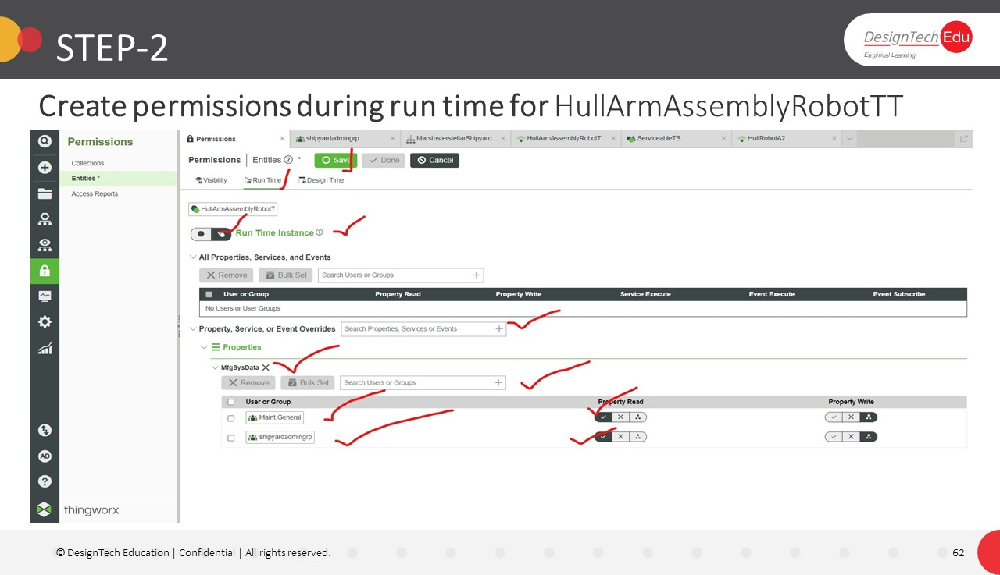 STEP-2
DesignTech Edu
Empirical Learning
Create permissions during run time for HullArmAssemblyRobotTT
Permissions
Collections
Entities *
Access Reports
thingworx
AD
Permissions
shipyardadmingrp
MarsInsterstellarShipyard...
HullArmAssemblyRobotT
ServiceableTS
HullRobotA2
Permissions | Entities ? * Save Done Cancel
Visibility Run Time Design Time
HullArmAssemblyRobotT
Run Time Instance ?
All Properties, Services, and Events
Remove Bulk Set Search Users or Groups
User or Group Property Read Property Write Service Execute Event Execute Event Subscribe
No Users or User Groups
Property, Service, or Event Overrides Search Properties, Services or Events
Properties
MfgSysData
Remove Bulk Set Search Users or Groups
User or Group Property Read Property Write
Maint.General
shipyardadmingrp
© DesignTech Education | Confidential | All rights reserved.
62